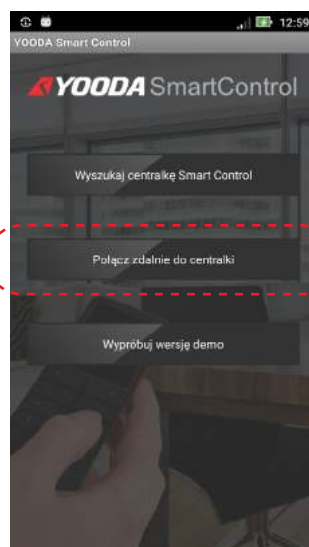 12:59
YOODA Smart Control
YOODA SmartControl
Wyszukaj centralkę Smart Control
Połącz zdalnie do centralki
Wypróbuj wersję demo